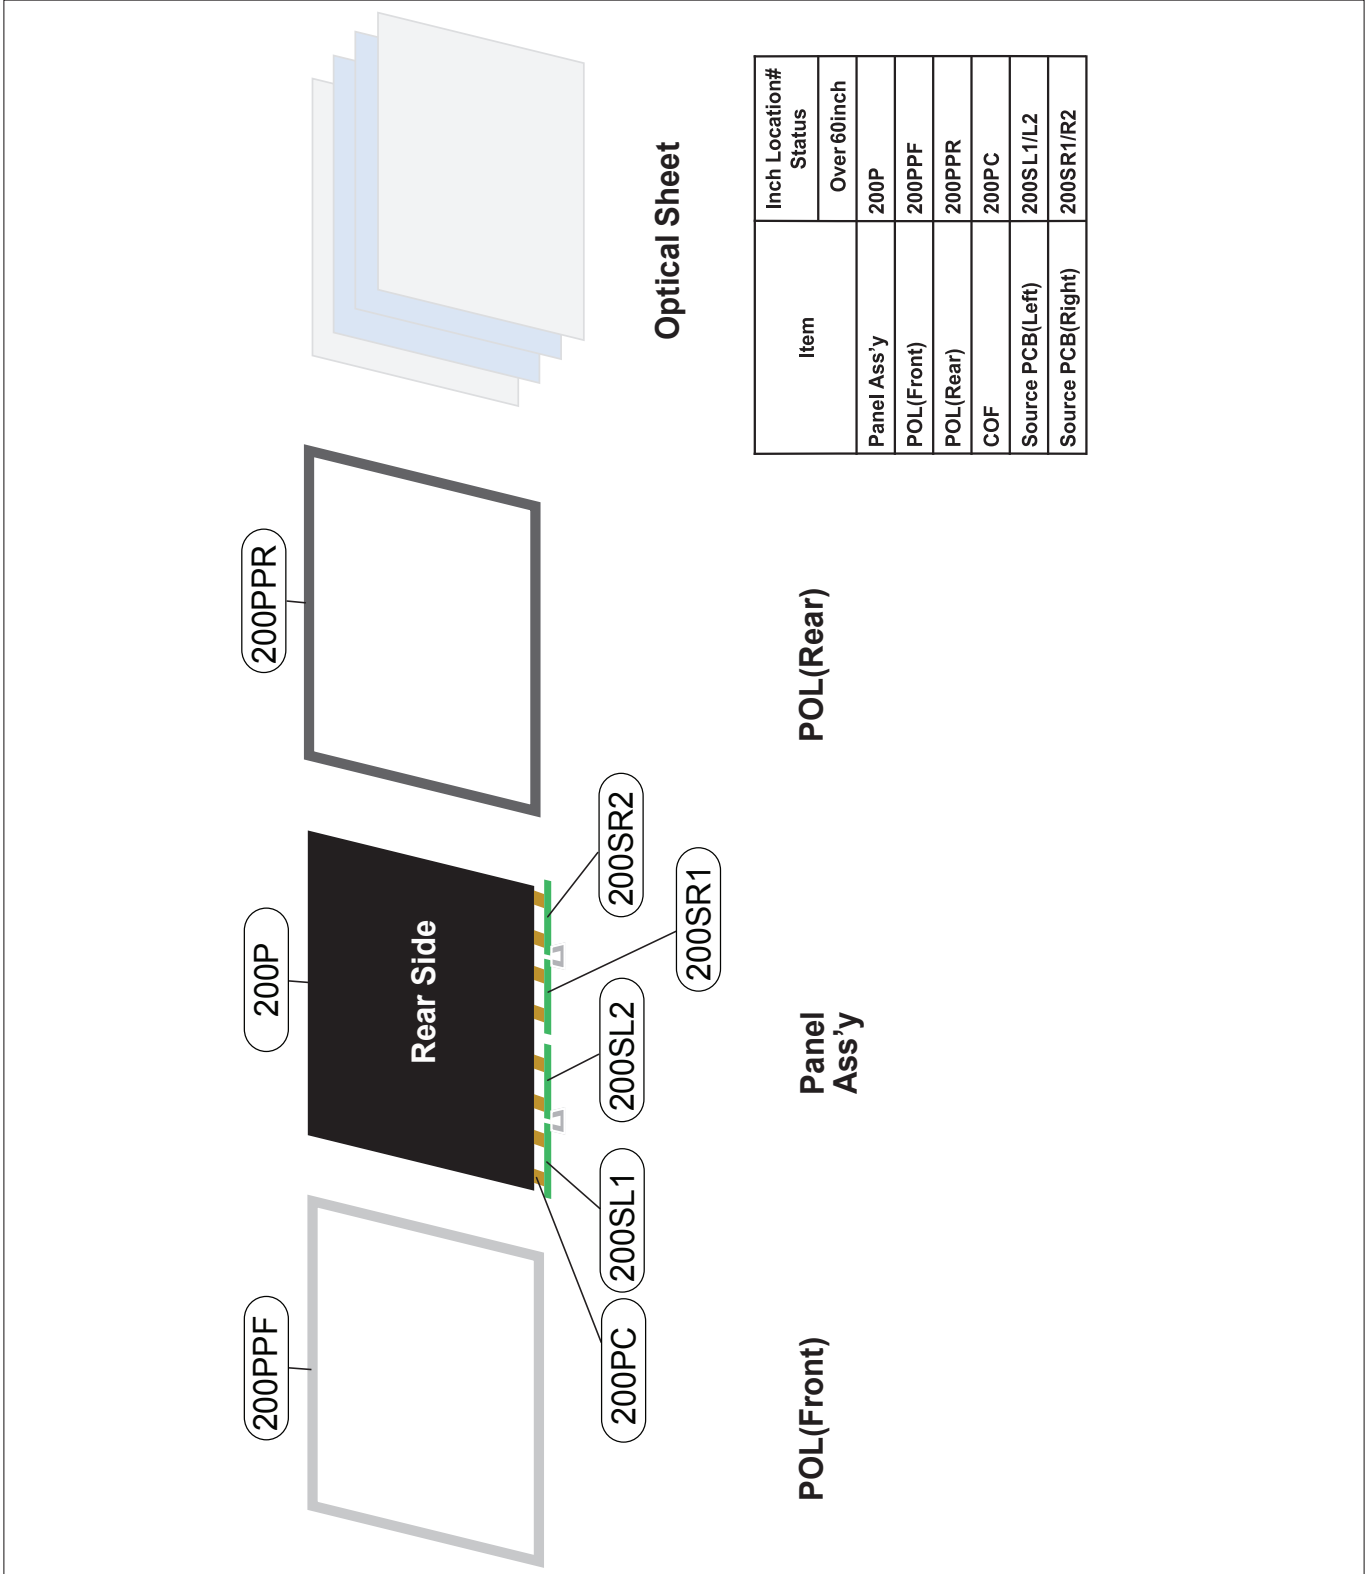 200PPF
200P
200PPR
Rear Side
200PC
200SL1
200SL2
200SR1
200SR2
POL(Front)
Panel
Ass'y
POL(Rear)
Optical Sheet
Item
Inch Location#
Status
Over 60inch
Panel Ass'y 200P
POL(Front) 200PPF
POL(Rear) 200PPR
COF 200PC
Source PCB(Left) 200SL1/L2
Source PCB(Right) 200SR1/R2